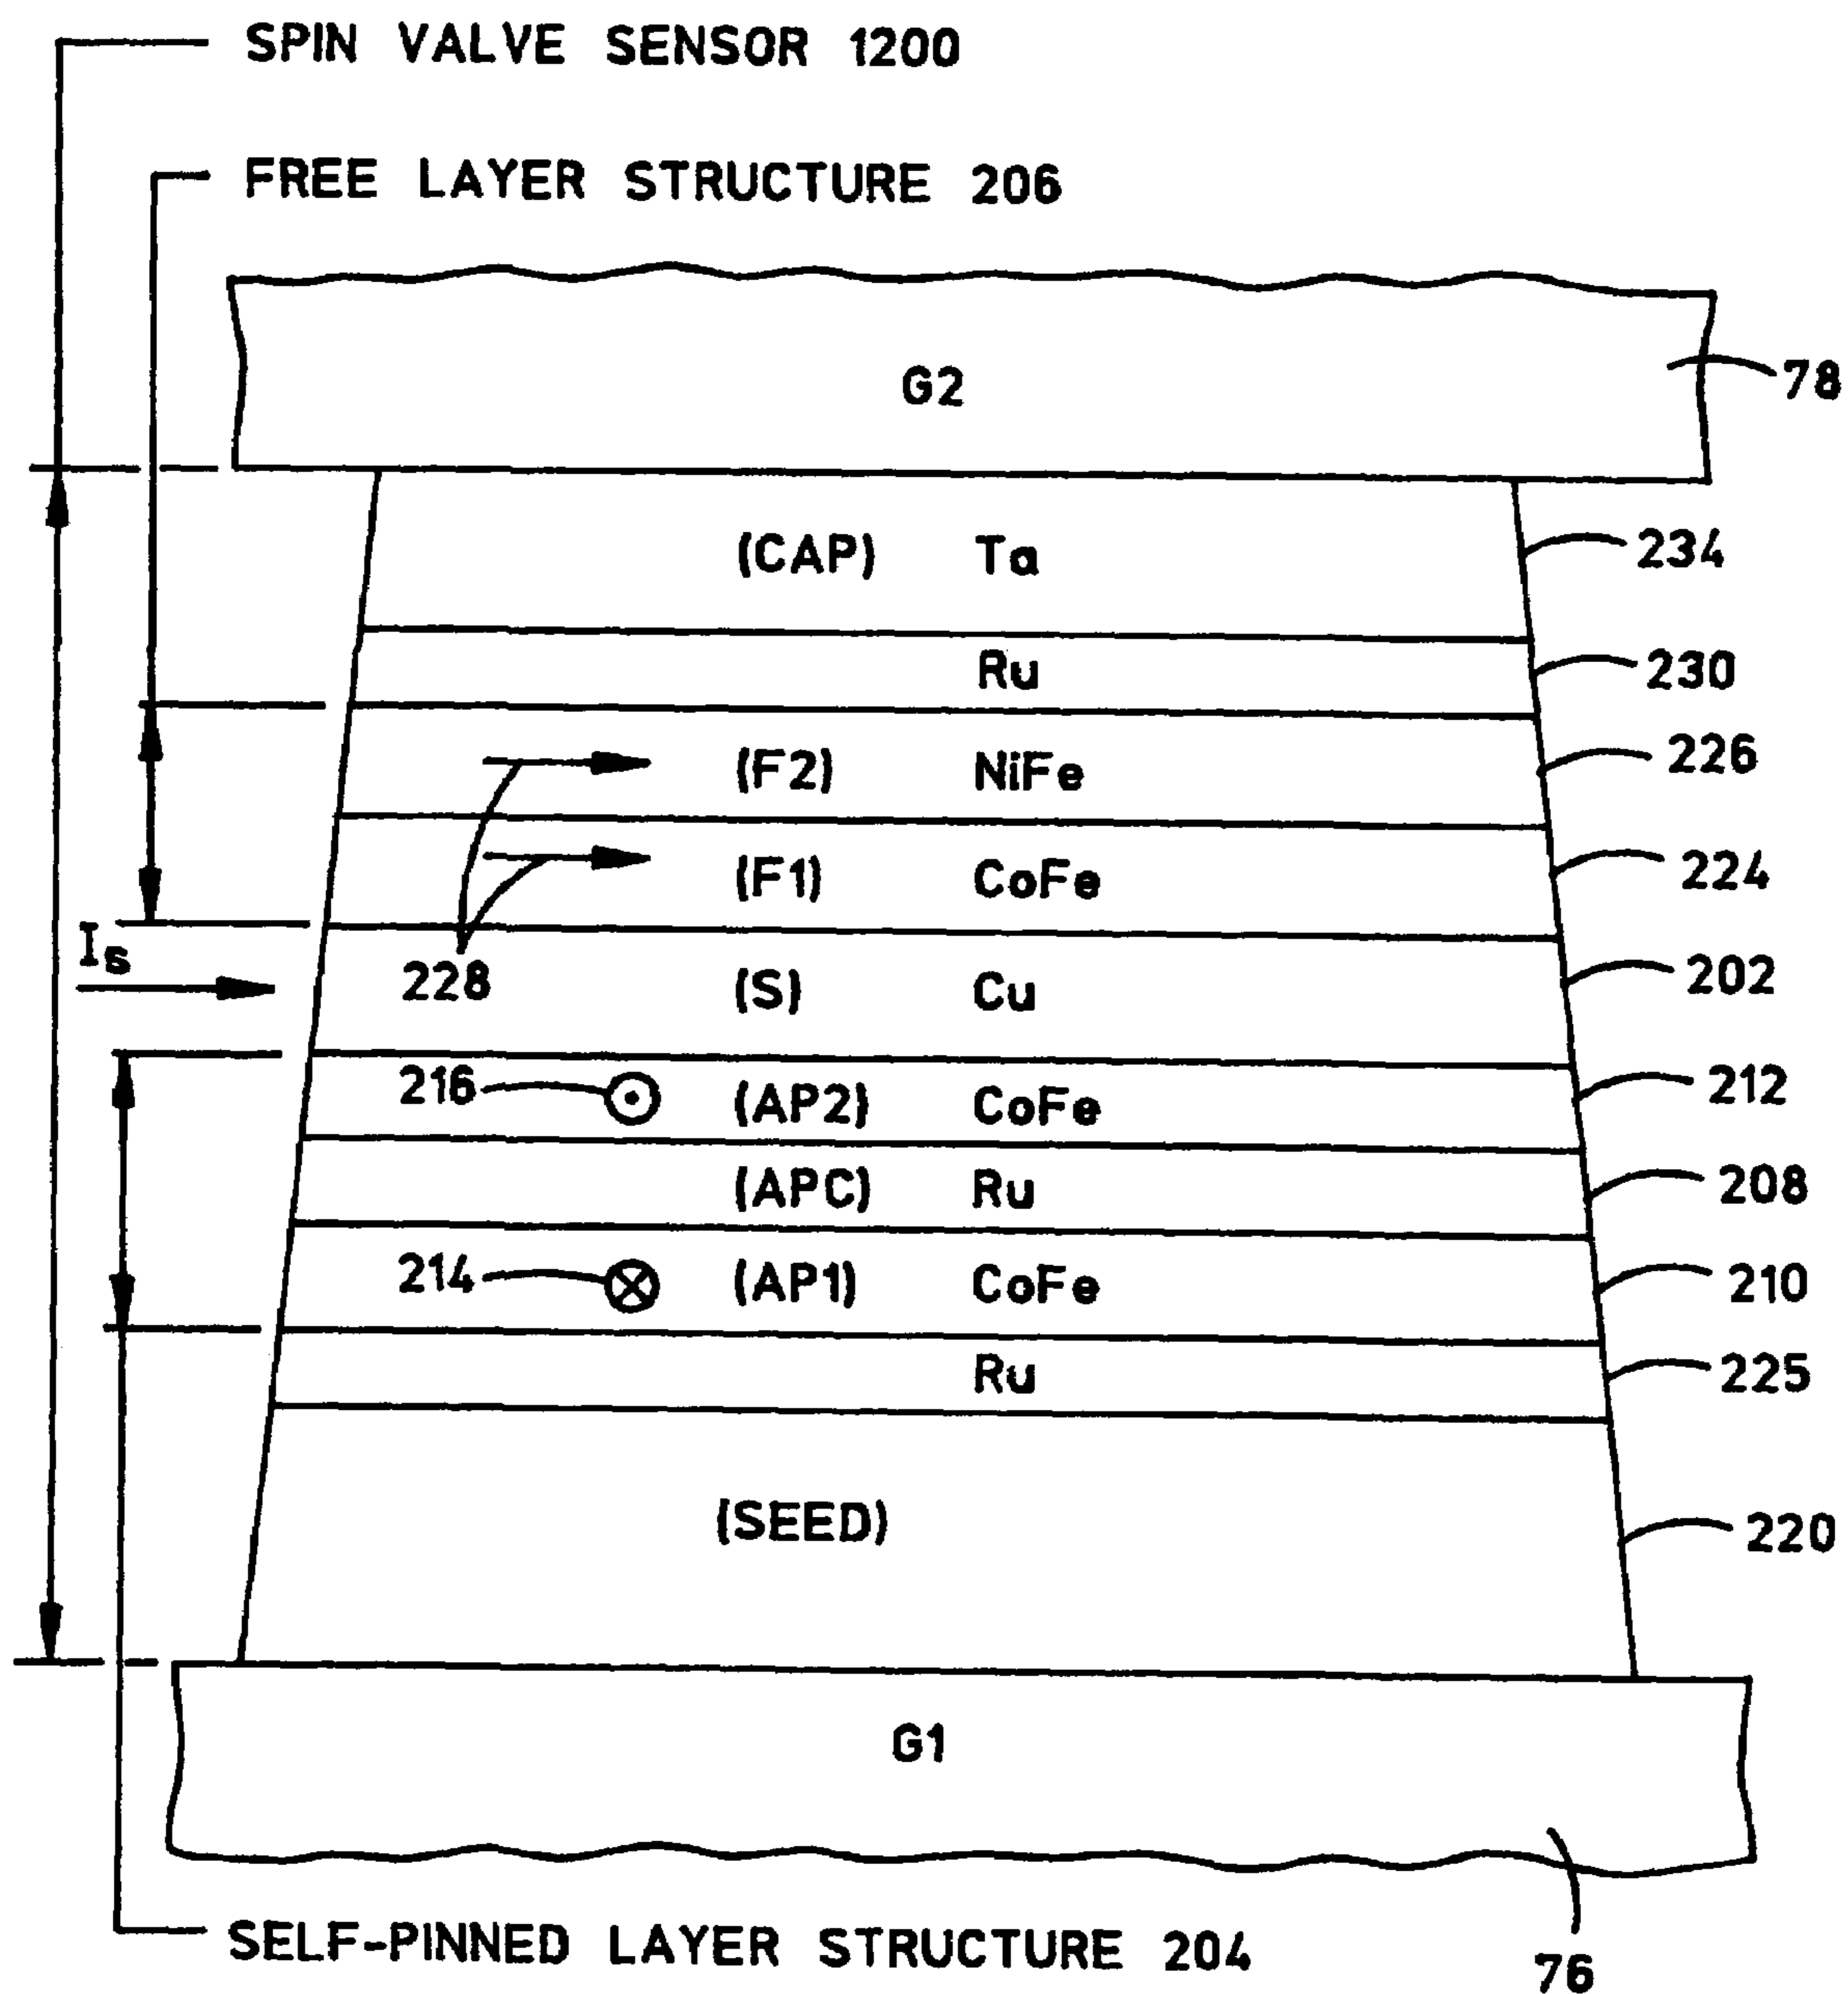 SPIN VALVE SENSOR 1200
FREE LAYER STRUCTURE 206
G2
78
(CAP) Ta
234
Ru
230
(F2) NiFe
226
(F1) CoFe
224
Is
228
(S) Cu
202
216
(AP2) CoFe
212
(APC) Ru
208
214
(AP1) CoFe
210
Ru
225
(SEED)
220
G1
SELF-PINNED LAYER STRUCTURE 204
76